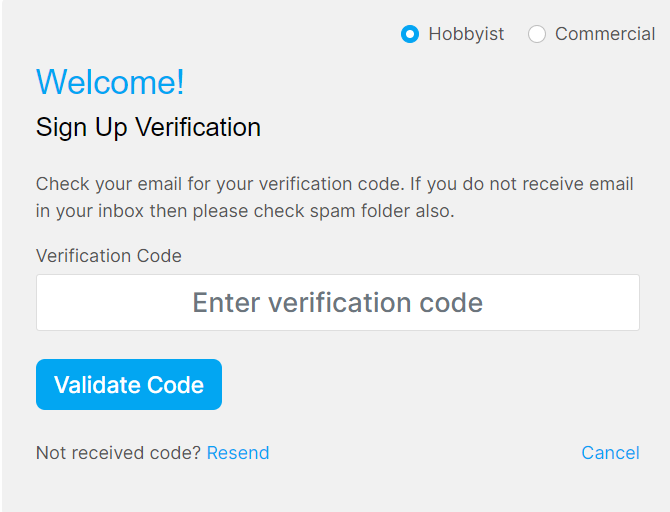 Hobbyist Commercial
Welcome!
Sign Up Verification
Check your email for your verification code. If you do not receive email
in your inbox then please check spam folder also.
Verification Code
Enter verification code
Validate Code
Not received code? Resend Cancel